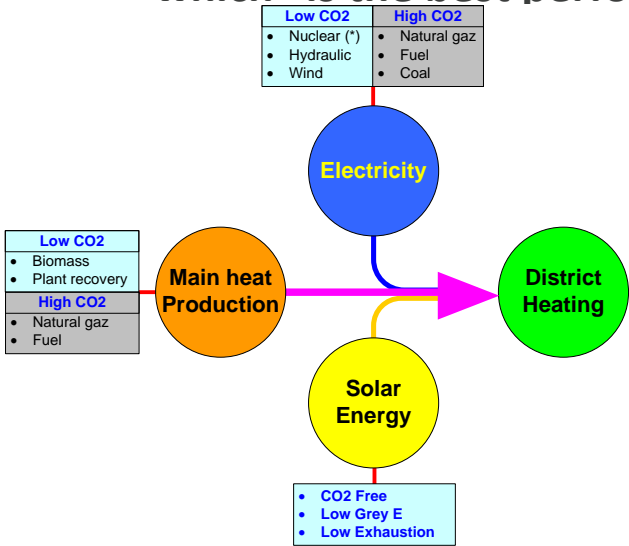 Low CO2
• Nuclear (*)
• Hydraulic
• Wind
High CO2
• Natural gaz
• Fuel
• Coal
Electricity
Low CO2
• Biomass
• Plant recovery
High CO2
• Natural gaz
• Fuel
Main heat
Production
District
Heating
Solar
Energy
• CO2 Free
• Low Grey E
• Low Exhaustion